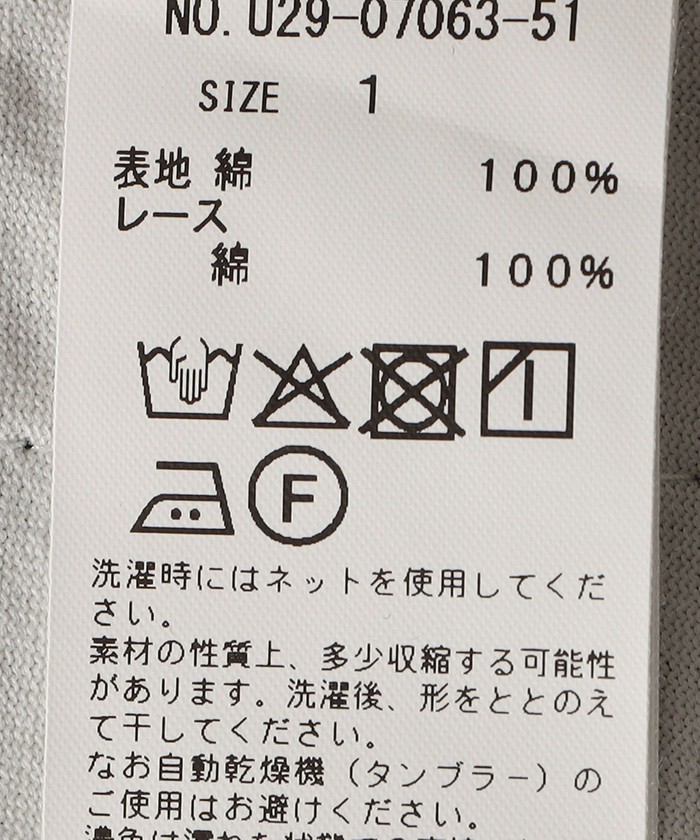 NO. U29-07063-51
SIZE 1
表地 綿 100%
レース
綿 100%
F
洗濯時にはネットを使用してくだ
さい。
素材の性質上、多少収縮する可能性
があります。洗濯後、形をととのえ
て干してください。
なお自動乾燥機（タンブラー）の
ご使用はお避けください。